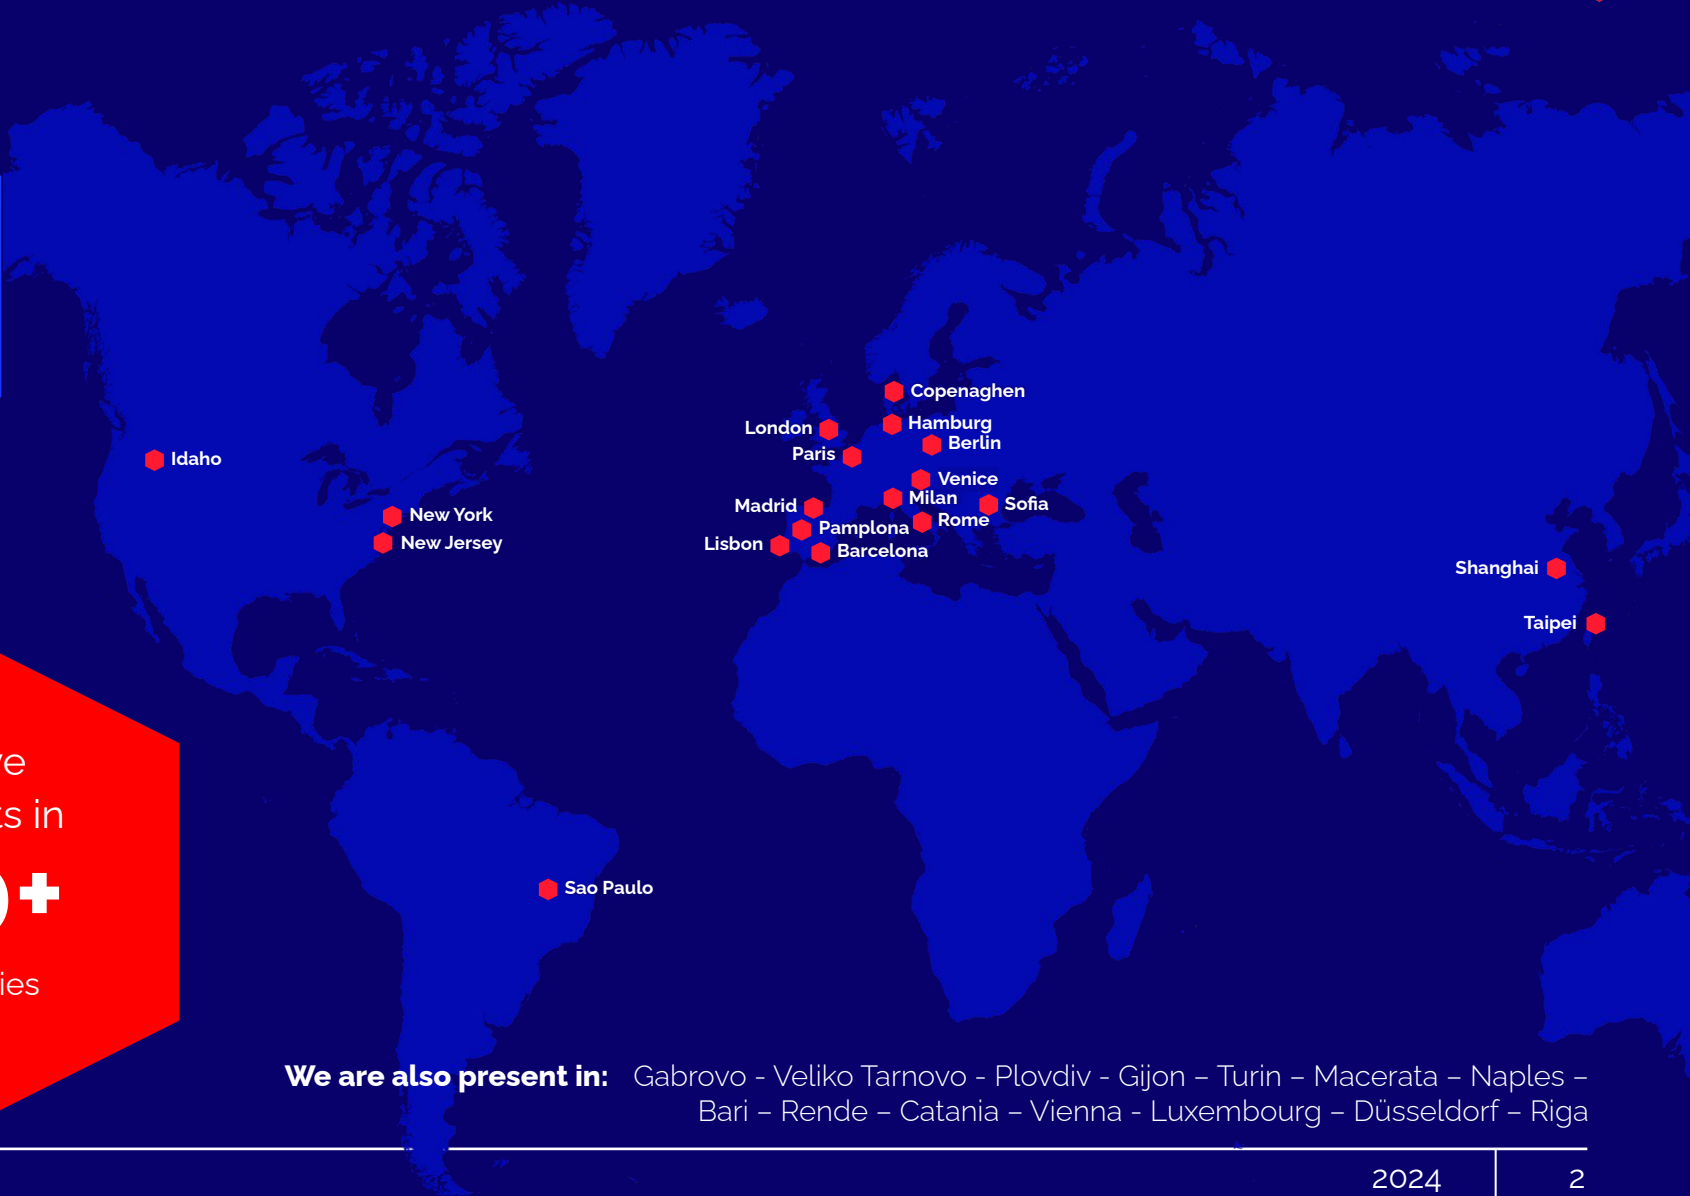 Copenaghen
London
Hamburg
Berlin
Paris
Idaho
Venice
Milan
Madrid
Sofia
New York
Rome
Pamplona
New Jersey
Lisbon
Barcelona
Shanghai
Taipei
ts in
+
Sao Paulo
We are also present in: Gabrovo - Veliko Tarnovo - Plovdiv - Gijon – Turin – Macerata – Naples –
Bari – Rende – Catania – Vienna - Luxembourg – Düsseldorf – Riga
2024
2